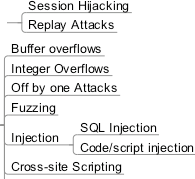 Session Hijacking
Replay Attacks
Buffer overflows
Integer Overflows
Off by one Attacks
Fuzzing
Injection
SQL Injection
Code/script injection
Cross-site Scripting